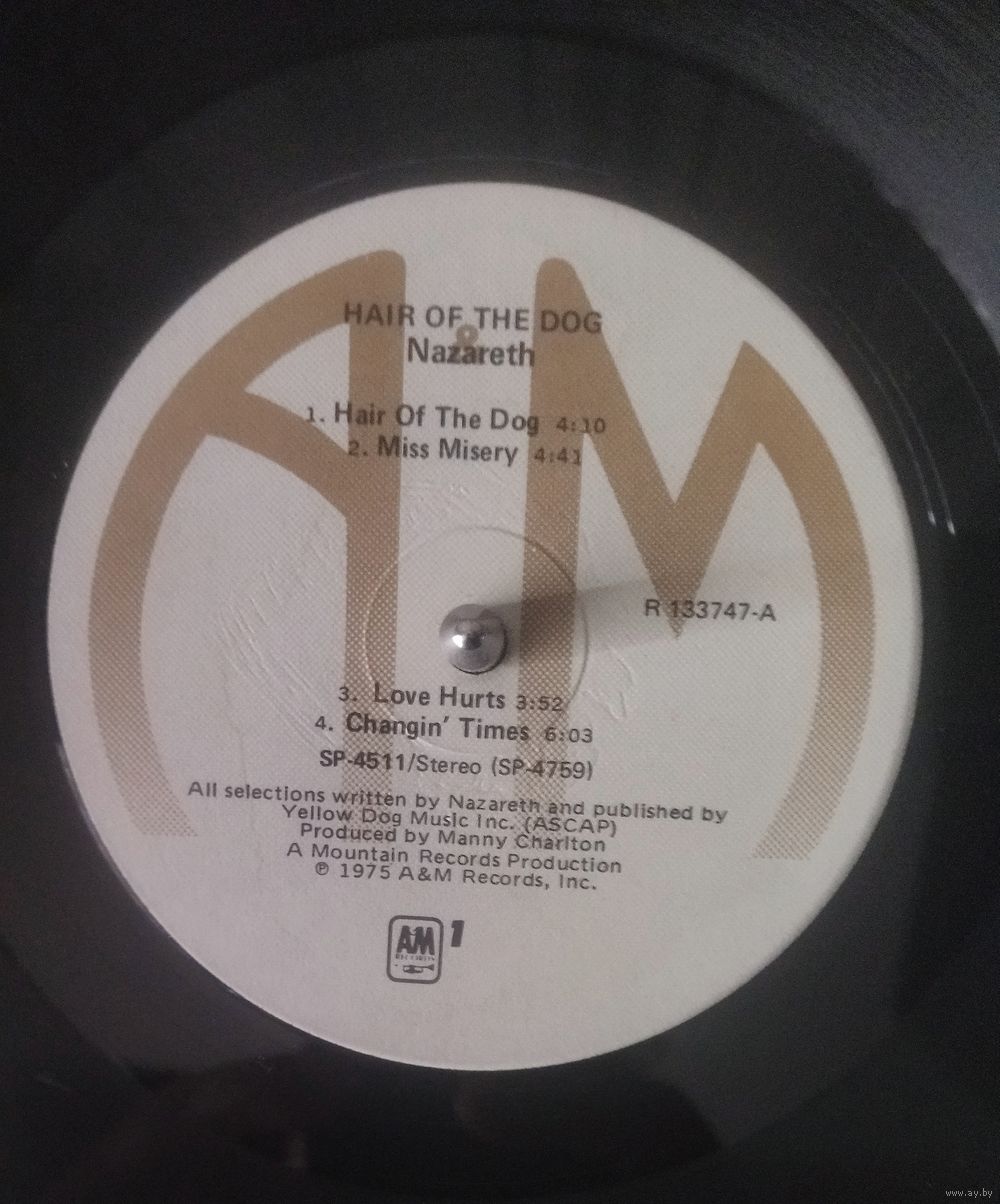 AM
HAIR OF THE DOG
Nazareth
1. Hair Of The Dog 4:10
2. Miss Misery 4:41
R 133747-A
3. Love Hurts 3:52
4. Changin' Times 6:03
SP-4511/Stereo (SP-4759)
All selections written by Nazareth and published by
Yellow Dog Music Inc. (ASCAP)
Produced by Manny Charlton
A Mountain Records Production
℗ 1975 A&M Records, Inc.
AM 1
RECORDS
www.ay.by